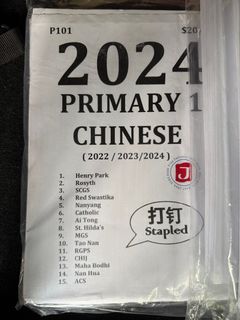 P101
$20
2024
PRIMARY 1
CHINESE
( 2022 / 2023/2024 )
1. Henry Park
2. Rosyth
3. SCGS
4. Red Swastika
5. Nanyang
6. Catholic
7. Ai Tong
8. St. Hilda's
9. MGS
10. Tao Nan
11. RGPS
12. CHIJ
13. Maha Bodhi
14. Nan Hua
15. ACS
J
打钉
Stapled